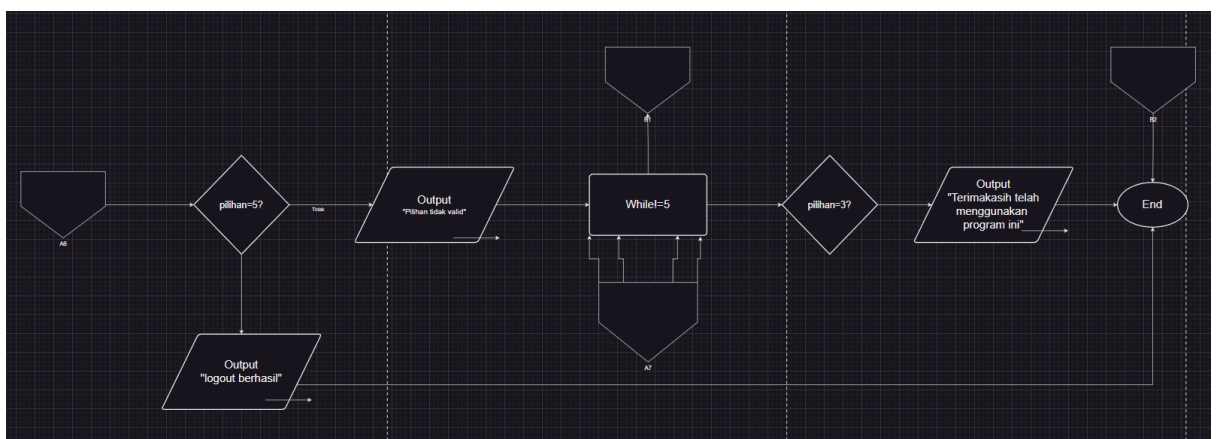 B1
B2
A6
pilihan=5?
Tidak
Output
"Pilihan tidak valid"
While!=5
pilihan=3?
Output
"Terimakasih telah
menggunakan
program ini"
End
Output
"logout berhasil"
A7